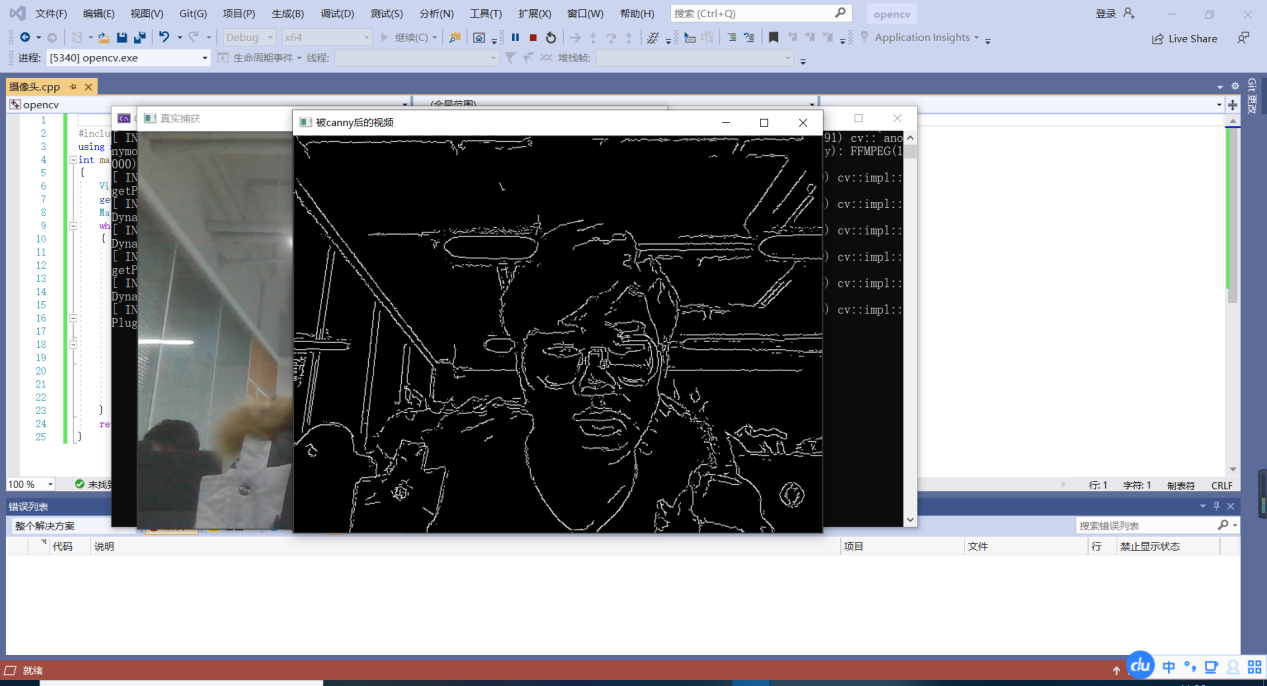 文件(F) 编辑(E) 视图(V) Git(G) 项目(P) 生成(B) 调试(D) 测试(S) 分析(N) 工具(T) 扩展(X) 窗口(W) 帮助(H) 搜索 (Ctrl+Q) opencv 登录
Debug x64 继续(C) Application Insights Live Share
进程: [5340] opencv.exe 生命周期事件 线程: 堆栈帧:
摄像头.cpp
Git 更改
opencv (全局范围)
真实捕获
被canny后的视频
1
2 #inclu
3 using
4 int ma
5 {
6 Vi
7 ge
8 Ma
9 wh
10 {
11
12
13
14
15
16
17
18
19
20
21
22
23 }
24 re
25 }
[ IN 91) cv:: ano
nymo y): FFMPEG(1
000)
[ IN ) cv::impl::
getP
[ IN ) cv::impl::
Dyna
[ IN ) cv::impl::
Dyna
[ IN ) cv::impl::
getP
[ IN ) cv::impl::
Dyna
[ IN ) cv::impl::
Plug
100 % 未找 行: 1 字符: 1 制表符 CRLF
错误列表
整个解决方案 搜索错误列表
代码 说明 项目 文件 行 禁止显示状态
就绪
du 中